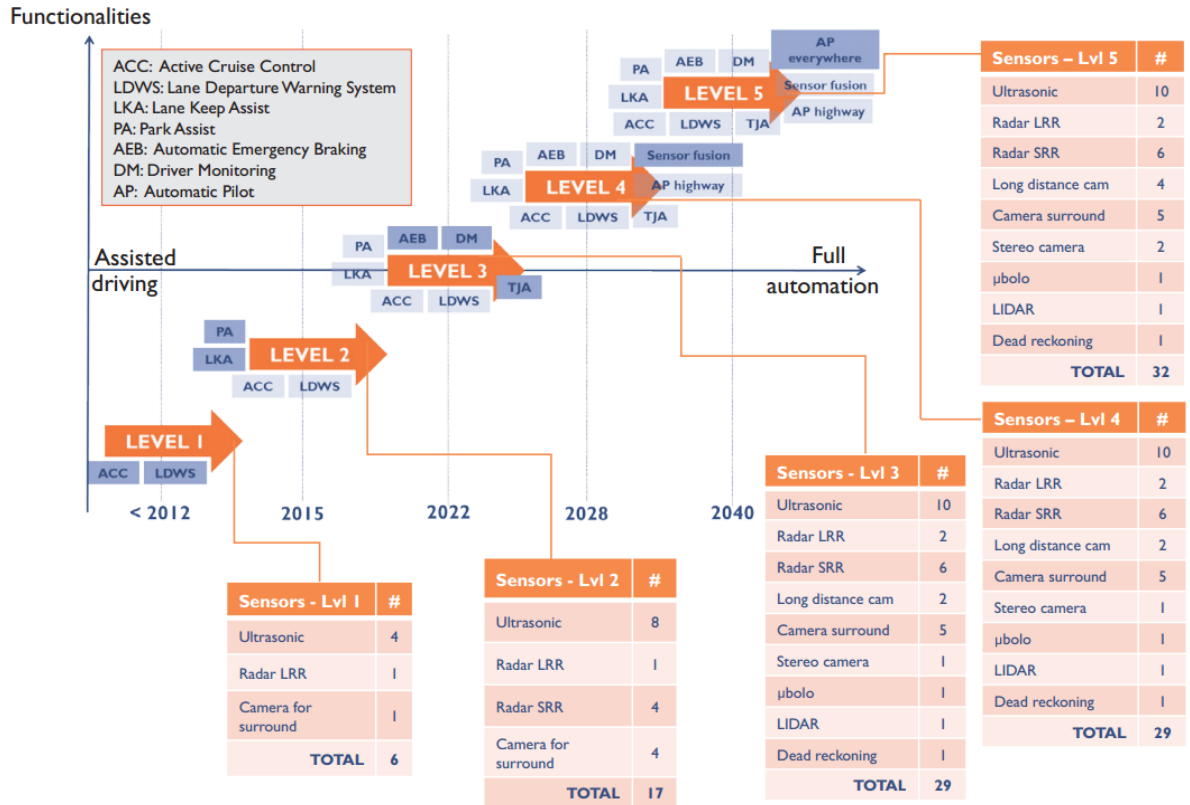 Functionalities
ACC: Active Cruise Control
LDWS: Lane Departure Warning System
LKA: Lane Keep Assist
PA: Park Assist
AEB: Automatic Emergency Braking
DM: Driver Monitoring
AP: Automatic Pilot
Assisted
driving
Full
automation
ACC
LDWS
LEVEL 1
PA
LKA
LEVEL 2
ACC
LDWS
PA
AEB
DM
LKA
LEVEL 3
TJA
ACC
LDWS
PA
AEB
DM
Sensor fusion
LKA
LEVEL 4
AP highway
ACC
LDWS
TJA
PA
AEB
DM
AP
everywhere
LKA
LEVEL 5
Sensor fusion
AP highway
ACC
LDWS
TJA
< 2012
2015
2022
2028
2040
Sensors - Lvl 1 #
Ultrasonic 4
Radar LRR 1
Camera for
surround 1
TOTAL 6
Sensors - Lvl 2 #
Ultrasonic 8
Radar LRR 1
Radar SRR 4
Camera for
surround 4
TOTAL 17
Sensors - Lvl 3 #
Ultrasonic 10
Radar LRR 2
Radar SRR 6
Long distance cam 2
Camera surround 5
Stereo camera 1
µbolo 1
LIDAR 1
Dead reckoning 1
TOTAL 29
Sensors – Lvl 4 #
Ultrasonic 10
Radar LRR 2
Radar SRR 6
Long distance cam 2
Camera surround 5
Stereo camera 1
µbolo 1
LIDAR 1
Dead reckoning 1
TOTAL 29
Sensors – Lvl 5 #
Ultrasonic 10
Radar LRR 2
Radar SRR 6
Long distance cam 4
Camera surround 5
Stereo camera 2
µbolo 1
LIDAR 1
Dead reckoning 1
TOTAL 32